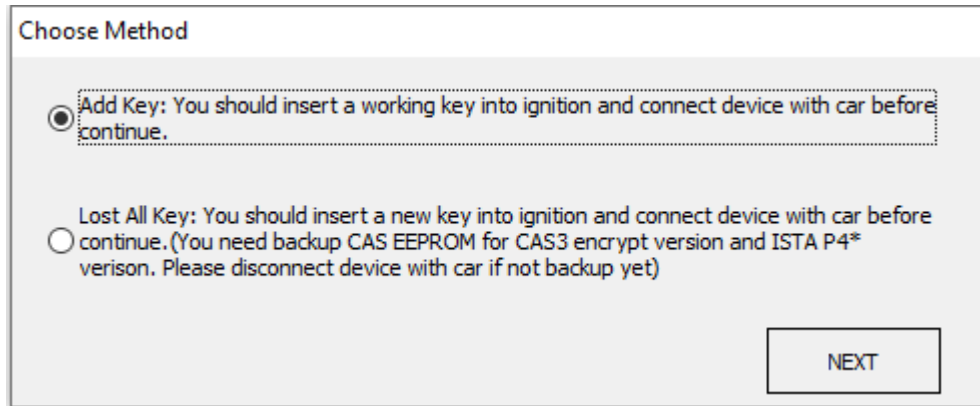 Choose Method
Add Key: You should insert a working key into ignition and connect device with car before
continue.
Lost All Key: You should insert a new key into ignition and connect device with car before
continue.(You need backup CAS EEPROM for CAS3 encrypt version and ISTA P4*
verison. Please disconnect device with car if not backup yet)
NEXT